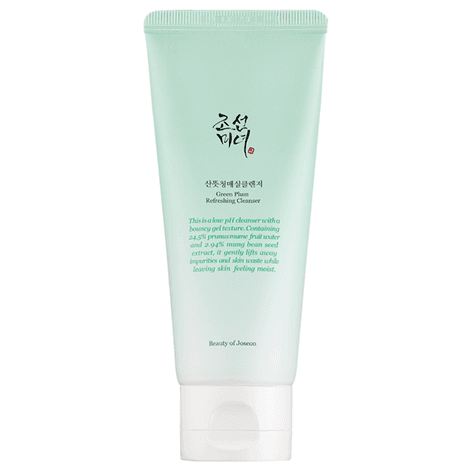 조선
미녀
산뜻청매실클렌저
Green Plum
Refreshing Cleanser
This is a low pH cleanser with a
bouncy gel texture. Containing
24.5% prunus mume fruit water
and 2.94% mung bean seed
extract, it gently lifts away
impurities and skin waste while
leaving skin feeling moist.
Beauty of Joseon